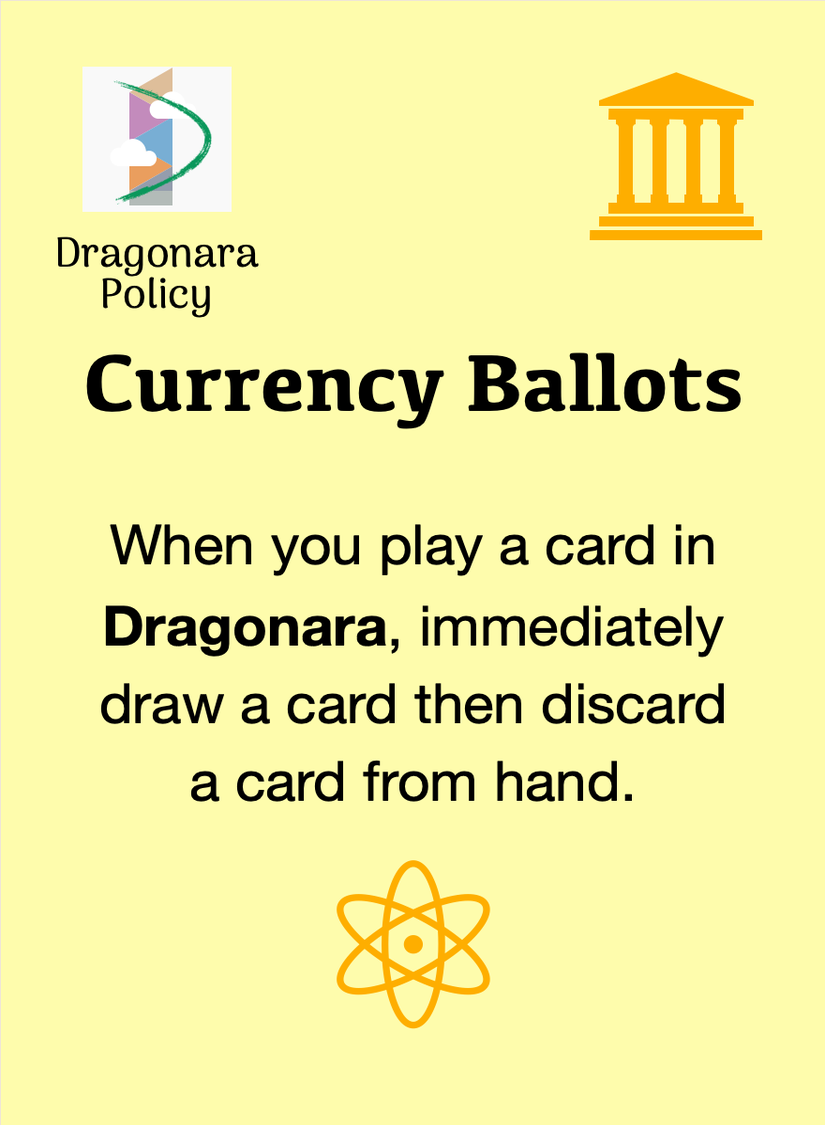 Dragonara
Policy
Currency Ballots
When you play a card in
Dragonara, immediately
draw a card then discard
a card from hand.